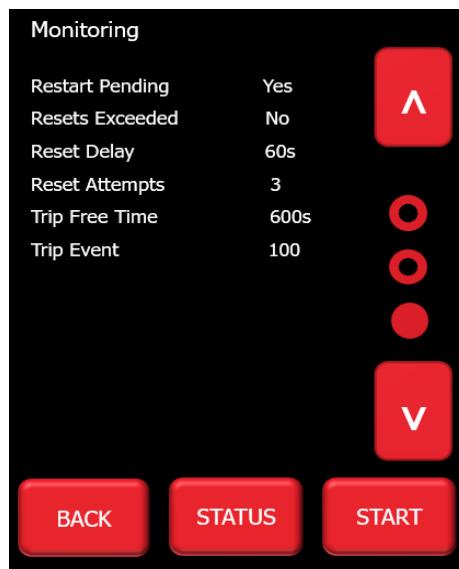 Monitoring
Restart Pending Yes
Resets Exceeded No
Reset Delay 60s
Reset Attempts 3
Trip Free Time 600s
Trip Event 100
BACK STATUS START